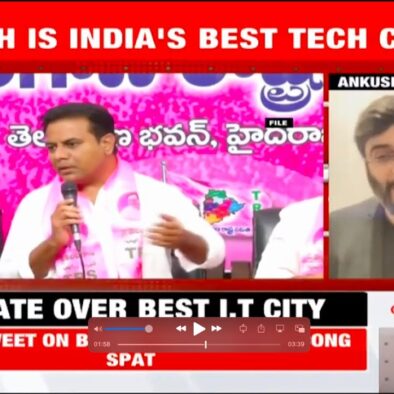 H IS INDIA'S BEST TECH C
ANKUS
FILE
తెలంగాణ భవన్, హైదరా
ATE OVER BEST I.T CITY
WEET ON B
ONG
SPAT
01:58
03:39